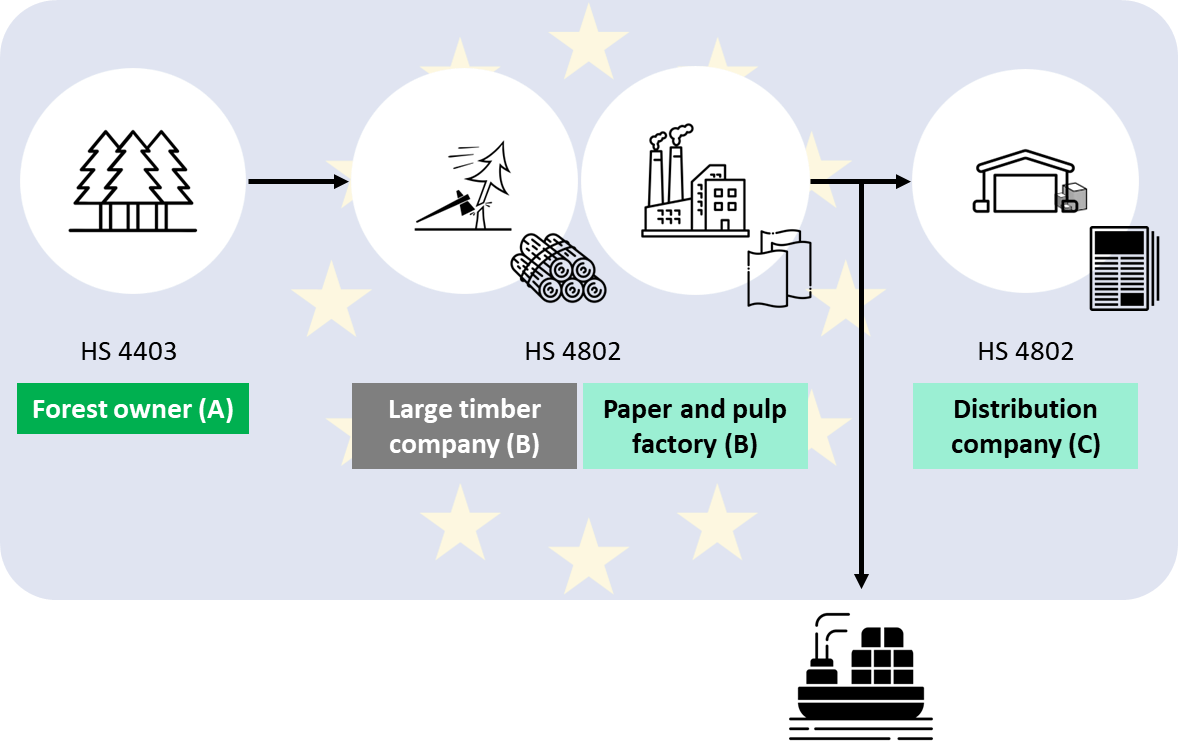 HS 4403
HS 4802
HS 4802
Forest owner (A)
Large timber
company (B)
Paper and pulp
factory (B)
Distribution
company (C)